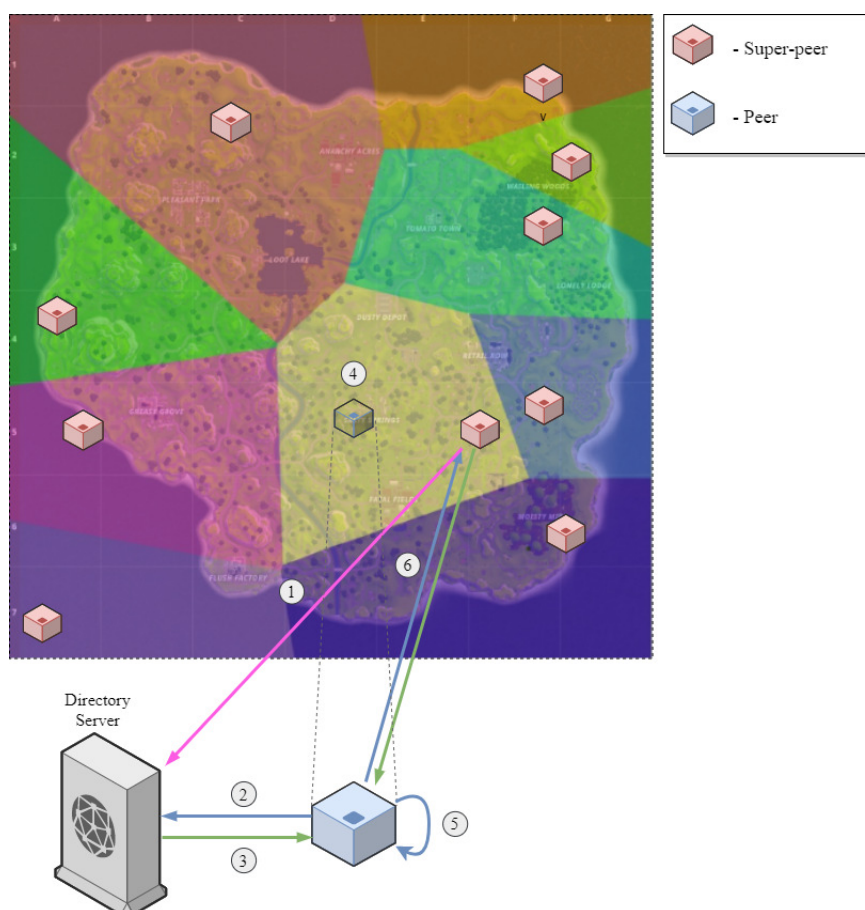 A B C D E F G
- Super-peer
1
V
- Peer
2
ANARCHY ACRES
WAILING WOODS
PLEASANT PARK
TOMATO TOWN
3
LOOT LAKE
LONELY LODGE
DUSTY DEPOT
4
RETAIL ROW
4
GREASY GROVE
5
FATAL FIELDS
MOISTY MIRE
6
6
FLUSH FACTORY
1
7
Directory
Server
2
5
3